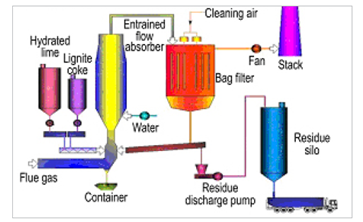 Cleaning air
Entrained
flow
absorber
Hydrated
lime
Lignite
coke
Fan
Stack
Bag filter
Water
Residue
silo
Flue gas
Container
Residue
discharge pump